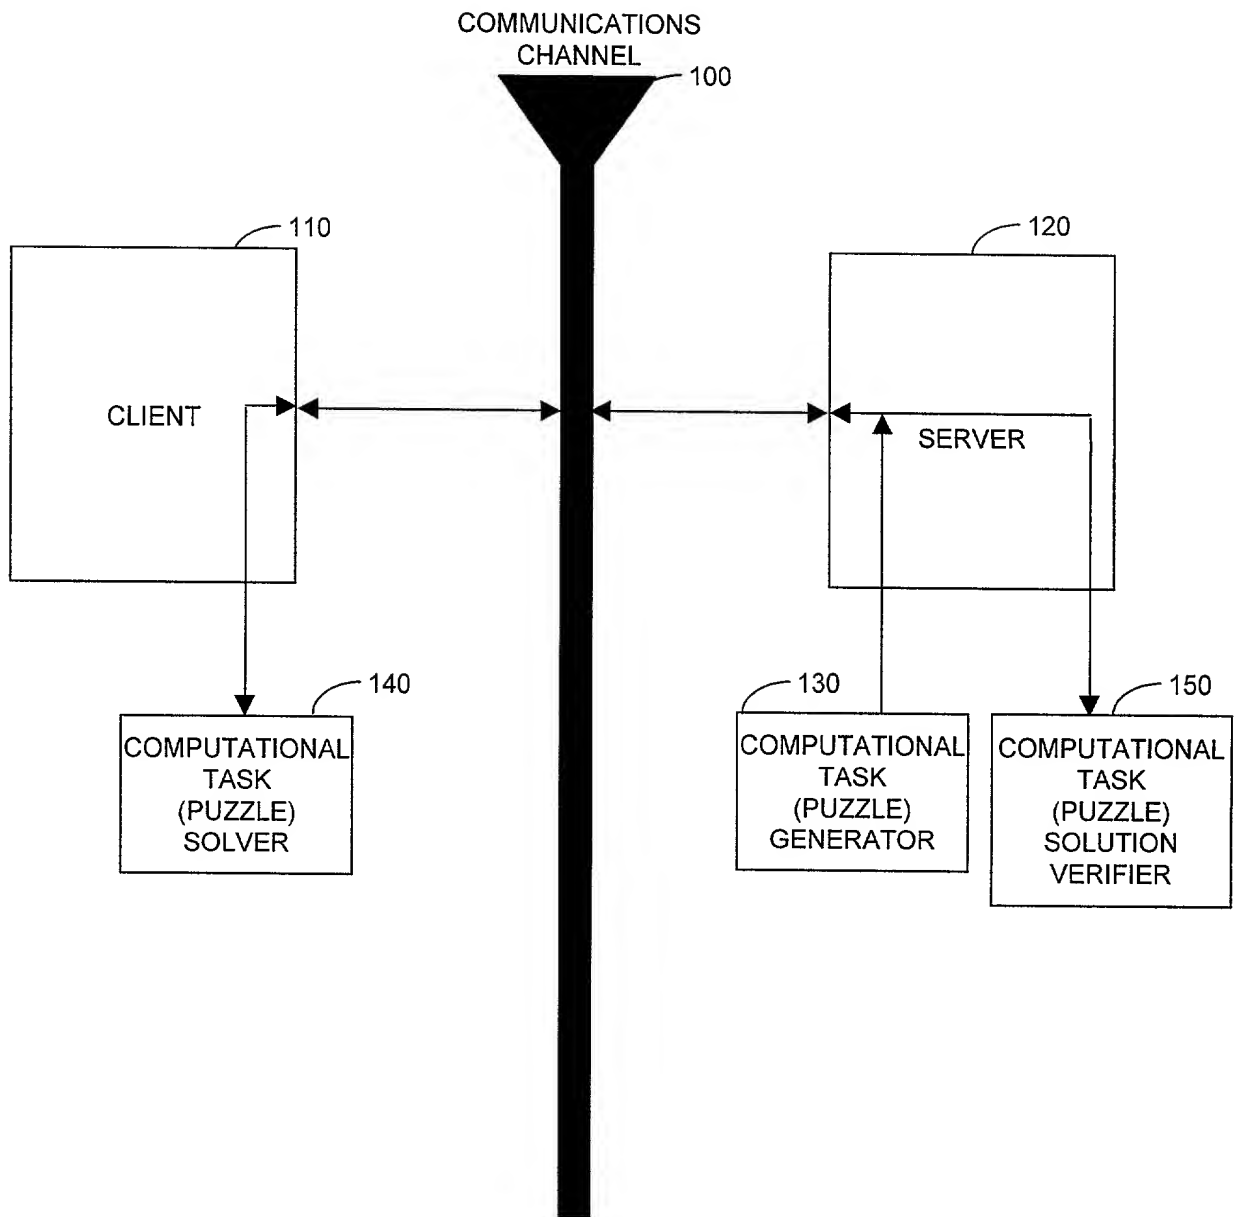 COMMUNICATIONS
CHANNEL
100
110
120
CLIENT
SERVER
140
130
150
COMPUTATIONAL
TASK
(PUZZLE)
SOLVER
COMPUTATIONAL
TASK
(PUZZLE)
GENERATOR
COMPUTATIONAL
TASK
(PUZZLE)
SOLUTION
VERIFIER